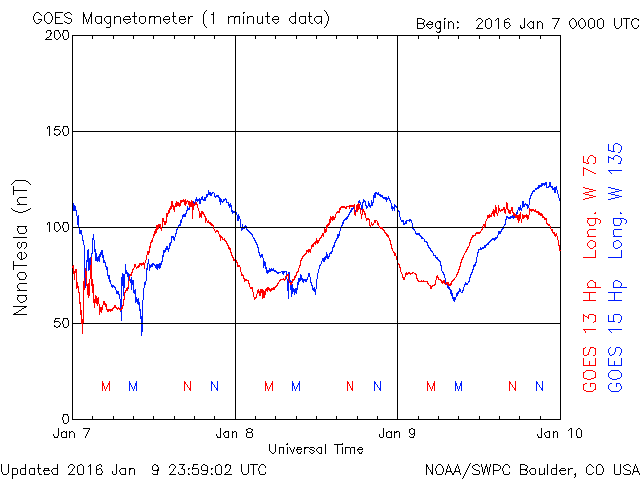 GOES Magnetometer (1 minute data)
Begin: 2016 Jan 7 0000 UTC
200
150
100
50
0
NanoTesla (nT)
M M N N M M N N M M N N
Jan 7 Jan 8 Jan 9 Jan 10
Universal Time
GOES 13 Hp Long. W 75
GOES 15 Hp Long. W 135
Updated 2016 Jan 9 23:59:02 UTC
NOAA/SWPC Boulder, CO USA